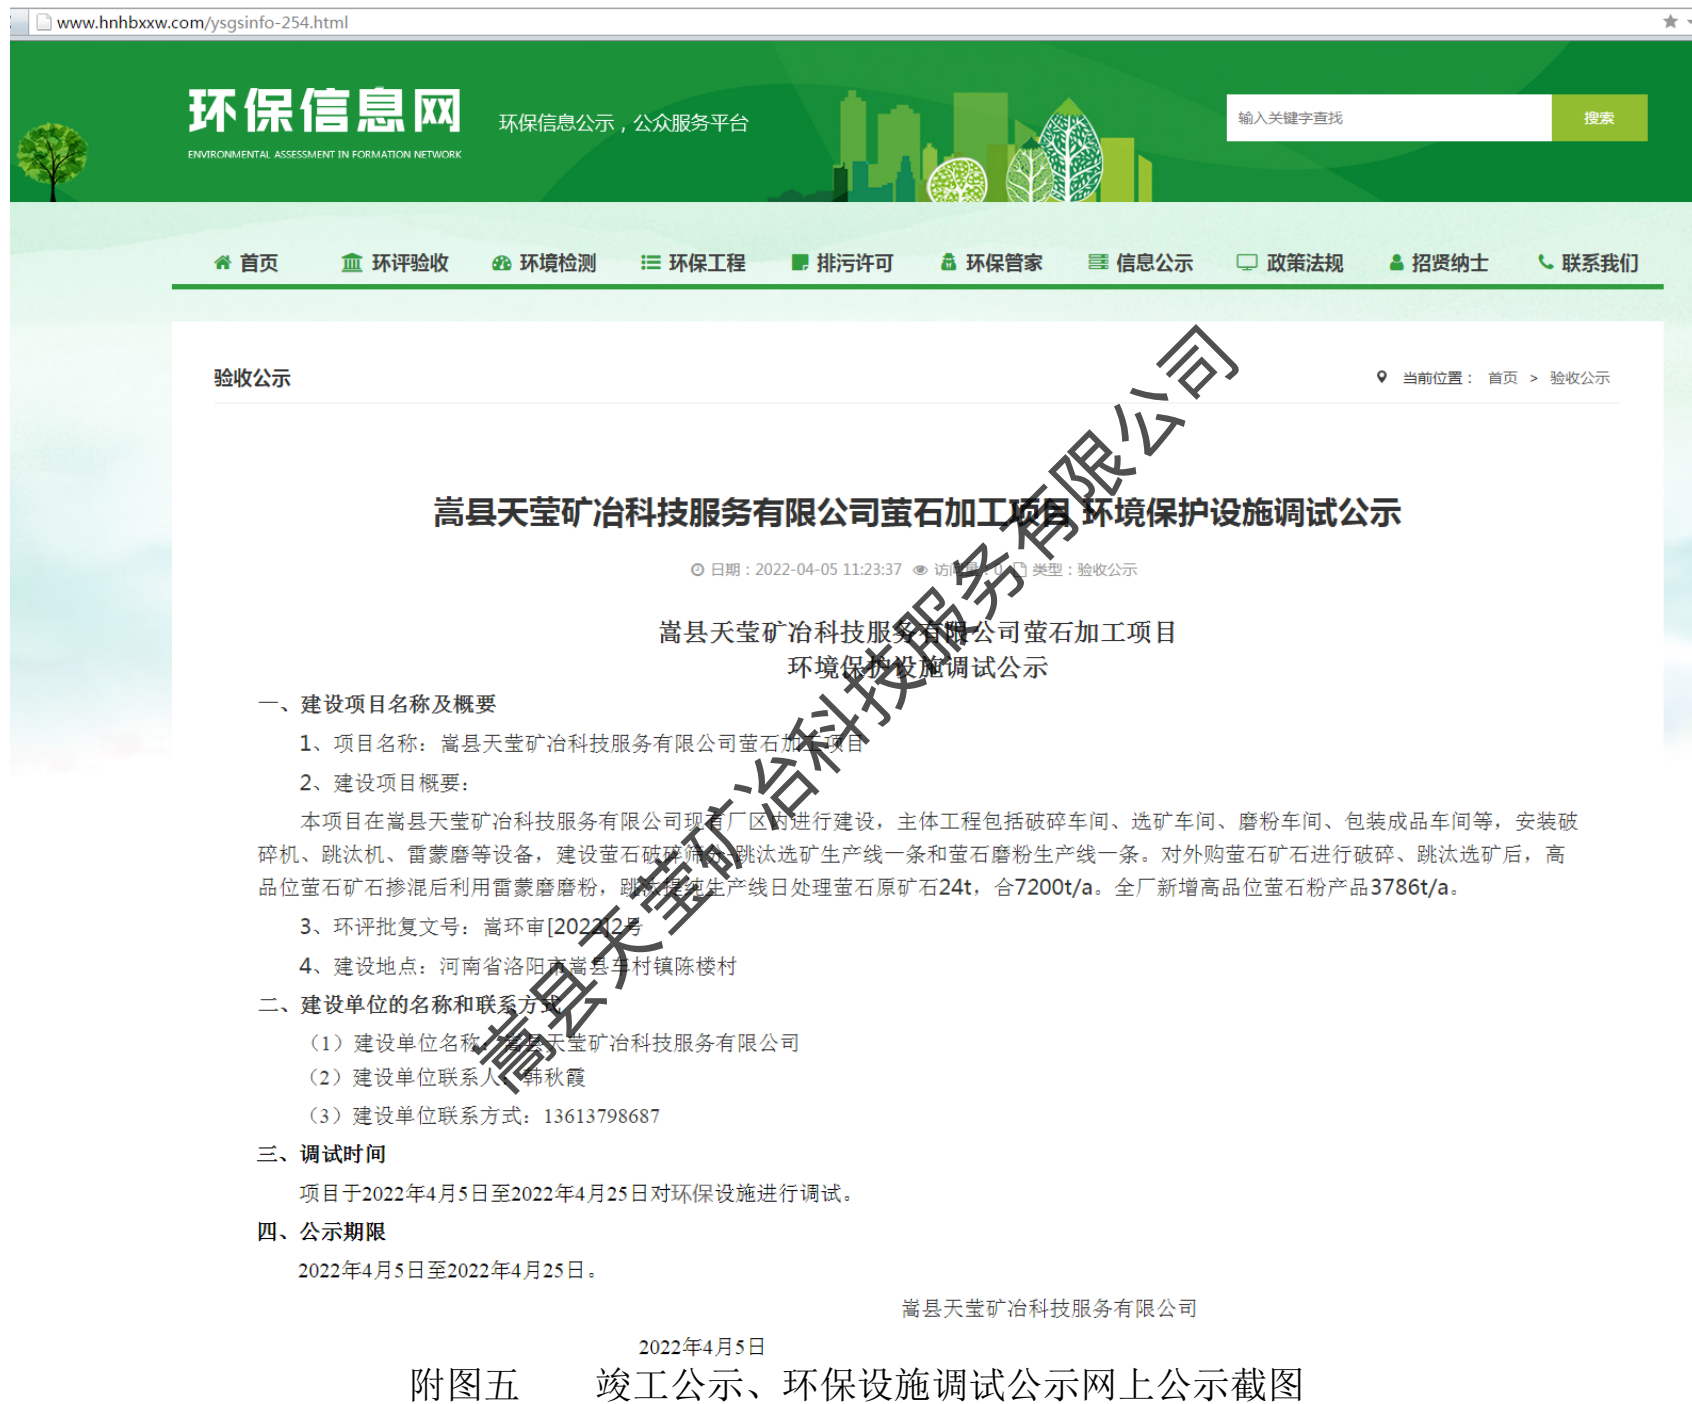 www.hnhbxxw.com/ysgsinfo-254.html
环保信息网
环保信息公示，公众服务平台
ENVIRONMENTAL ASSESSMENT IN FORMATION NETWORK
输入关键字查找
搜索
首页 环评验收 环境检测 环保工程 排污许可 环保管家 信息公示 政策法规 招贤纳士 联系我们
验收公示
当前位置： 首页 > 验收公示
嵩县天莹矿冶科技服务有限公司萤石加工项目 环境保护设施调试公示
日期：2022-04-05 11:23:37 访问量：0 类型：验收公示
嵩县天莹矿冶科技服务有限公司萤石加工项目
环境保护设施调试公示
一、建设项目名称及概要
1、项目名称：嵩县天莹矿冶科技服务有限公司萤石加工项目
2、建设项目概要：
本项目在嵩县天莹矿冶科技服务有限公司现有厂区内进行建设，主体工程包括破碎车间、选矿车间、磨粉车间、包装成品车间等，安装破
碎机、跳汰机、雷蒙磨等设备，建设萤石破碎筛分-跳汰选矿生产线一条和萤石磨粉生产线一条。对外购萤石矿石进行破碎、跳汰选矿后，高
品位萤石矿石掺混后利用雷蒙磨磨粉，跳汰提纯生产线日处理萤石原矿石24t，合7200t/a。全厂新增高品位萤石粉产品3786t/a。
3、环评批复文号：嵩环审[2022]2号
4、建设地点：河南省洛阳市嵩县车村镇陈楼村
二、建设单位的名称和联系方式
（1）建设单位名称：嵩县天莹矿冶科技服务有限公司
（2）建设单位联系人：韩秋霞
（3）建设单位联系方式：13613798687
三、调试时间
项目于2022年4月5日至2022年4月25日对环保设施进行调试。
四、公示期限
2022年4月5日至2022年4月25日。
嵩县天莹矿冶科技服务有限公司
2022年4月5日
附图五 竣工公示、环保设施调试公示网上公示截图
嵩县天莹矿冶科技服务有限公司